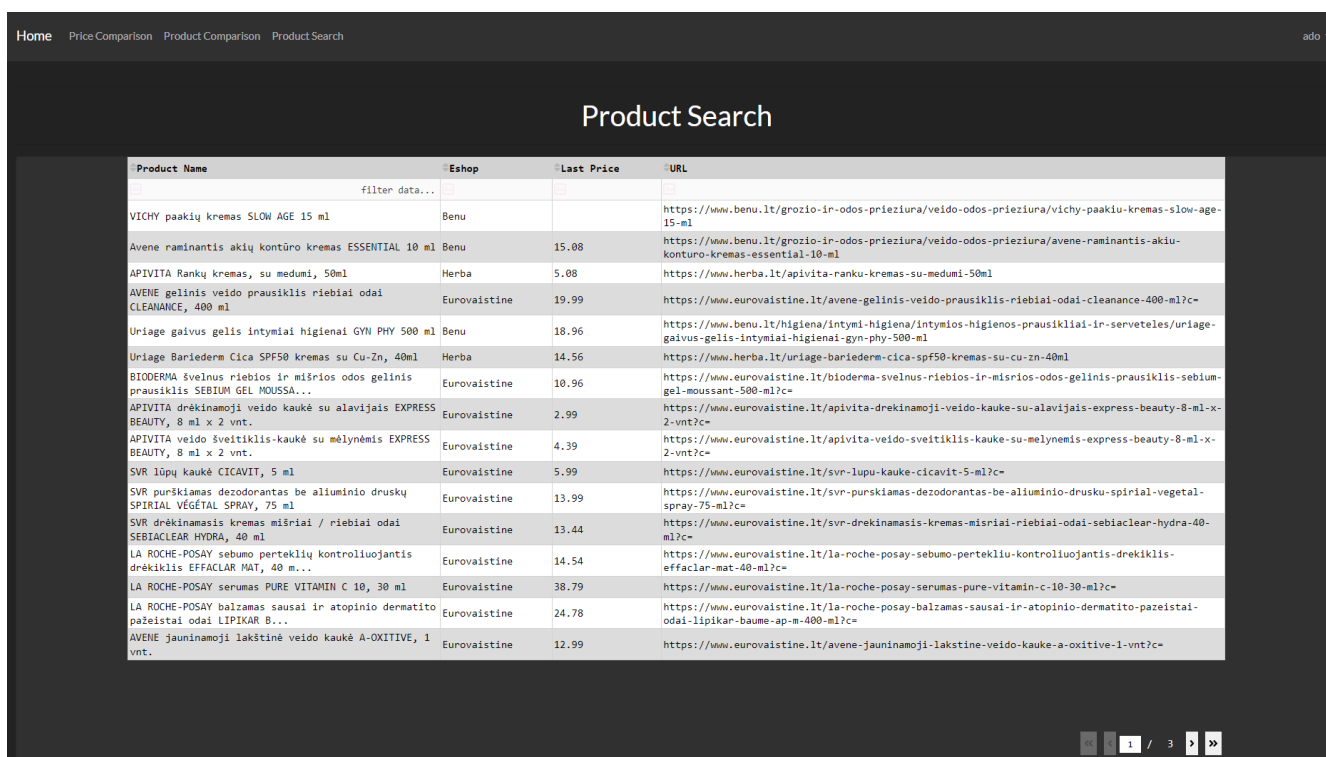 Home Price Comparison Product Comparison Product Search ado
Product Search
Product Name Eshop Last Price URL
filter data...
VICHY paakių kremas SLOW AGE 15 ml Benu https://www.benu.lt/grozio-ir-odos-prieziura/veido-odos-prieziura/vichy-paakiu-kremas-slow-age-
15-ml
Avene raminantis akių kontūro kremas ESSENTIAL 10 ml Benu 15.08 https://www.benu.lt/grozio-ir-odos-prieziura/veido-odos-prieziura/avene-raminantis-akiu-
konturo-kremas-essential-10-ml
APIVITA Rankų kremas, su medumi, 50ml Herba 5.08 https://www.herba.lt/apivita-ranku-kremas-su-medumi-50ml
AVENE gelinis veido prausiklis riebiai odai
CLEANANCE, 400 ml Eurovaistine 19.99 https://www.eurovaistine.lt/avene-gelinis-veido-prausiklis-riebiai-odai-cleanance-400-ml?c=
Uriage gaivus gelis intymiai higienai GYN PHY 500 ml Benu 18.96 https://www.benu.lt/higiena/intymi-higiena/intymios-higienos-prausikliai-ir-serveteles/uriage-
gaivus-gelis-intymiai-higienai-gyn-phy-500-ml
Uriage Bariederm Cica SPF50 kremas su Cu-Zn, 40ml Herba 14.56 https://www.herba.lt/uriage-bariederm-cica-spf50-kremas-su-cu-zn-40ml
BIODERMA švelnus riebios ir mišrios odos gelinis
prausiklis SEBIUM GEL MOUSSA... Eurovaistine 10.96 https://www.eurovaistine.lt/bioderma-svelnus-riebios-ir-misrios-odos-gelinis-prausiklis-sebium-
gel-moussant-500-ml?c=
APIVITA drėkinamoji veido kaukė su alavijais EXPRESS
BEAUTY, 8 ml x 2 vnt. Eurovaistine 2.99 https://www.eurovaistine.lt/apivita-drekinamoji-veido-kauke-su-alavijais-express-beauty-8-ml-x-
2-vnt?c=
APIVITA veido šveitiklis-kaukė su mėlynėmis EXPRESS
BEAUTY, 8 ml x 2 vnt. Eurovaistine 4.39 https://www.eurovaistine.lt/apivita-veido-sveitiklis-kauke-su-melynemis-express-beauty-8-ml-x-
2-vnt?c=
SVR lūpų kaukė CICAVIT, 5 ml Eurovaistine 5.99 https://www.eurovaistine.lt/svr-lupu-kauke-cicavit-5-ml?c=
SVR purškiamas dezodorantas be aliuminio druskų
SPIRIAL VÉGÉTAL SPRAY, 75 ml Eurovaistine 13.99 https://www.eurovaistine.lt/svr-purskiamas-dezodorantas-be-aliuminio-drusku-spirial-vegetal-
spray-75-ml?c=
SVR drėkinamasis kremas mišriai / riebiai odai
SEBIACLEAR HYDRA, 40 ml Eurovaistine 13.44 https://www.eurovaistine.lt/svr-drekinamasis-kremas-misriai-riebiai-odai-sebiaclear-hydra-40-
ml?c=
LA ROCHE-POSAY sebumo perteklių kontroliuojantis
drėkiklis EFFACLAR MAT, 40 m... Eurovaistine 14.54 https://www.eurovaistine.lt/la-roche-posay-sebumo-pertekliu-kontroliuojantis-drekiklis-
effaclar-mat-40-ml?c=
LA ROCHE-POSAY serumas PURE VITAMIN C 10, 30 ml Eurovaistine 38.79 https://www.eurovaistine.lt/la-roche-posay-serumas-pure-vitamin-c-10-30-ml?c=
LA ROCHE-POSAY balzamas sausai ir atopinio dermatito
pažeistai odai LIPIKAR B... Eurovaistine 24.78 https://www.eurovaistine.lt/la-roche-posay-balzamas-sausai-ir-atopinio-dermatito-pazeistai-
odai-lipikar-baume-ap-m-400-ml?c=
AVENE jauninamoji lakštinė veido kaukė A-OXITIVE, 1
vnt. Eurovaistine 12.99 https://www.eurovaistine.lt/avene-jauninamoji-lakstine-veido-kauke-a-oxitive-1-vnt?c=
« ‹ 1 / 3 › »